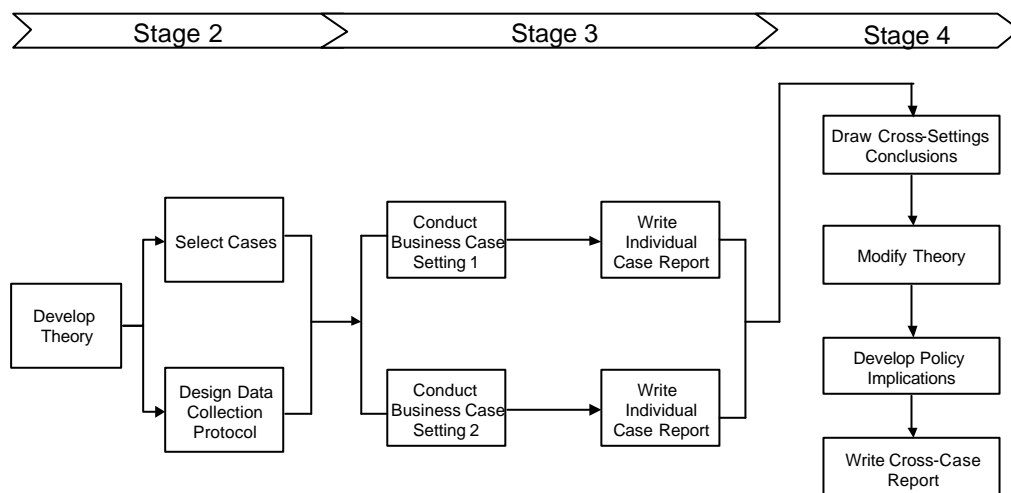 Stage 2
Stage 3
Stage 4
Develop
Theory
Select Cases
Design Data
Collection
Protocol
Conduct
Business Case
Setting 1
Write
Individual
Case Report
Conduct
Business Case
Setting 2
Write
Individual
Case Report
Draw Cross-Settings
Conclusions
Modify Theory
Develop Policy
Implications
Write Cross-Case
Report